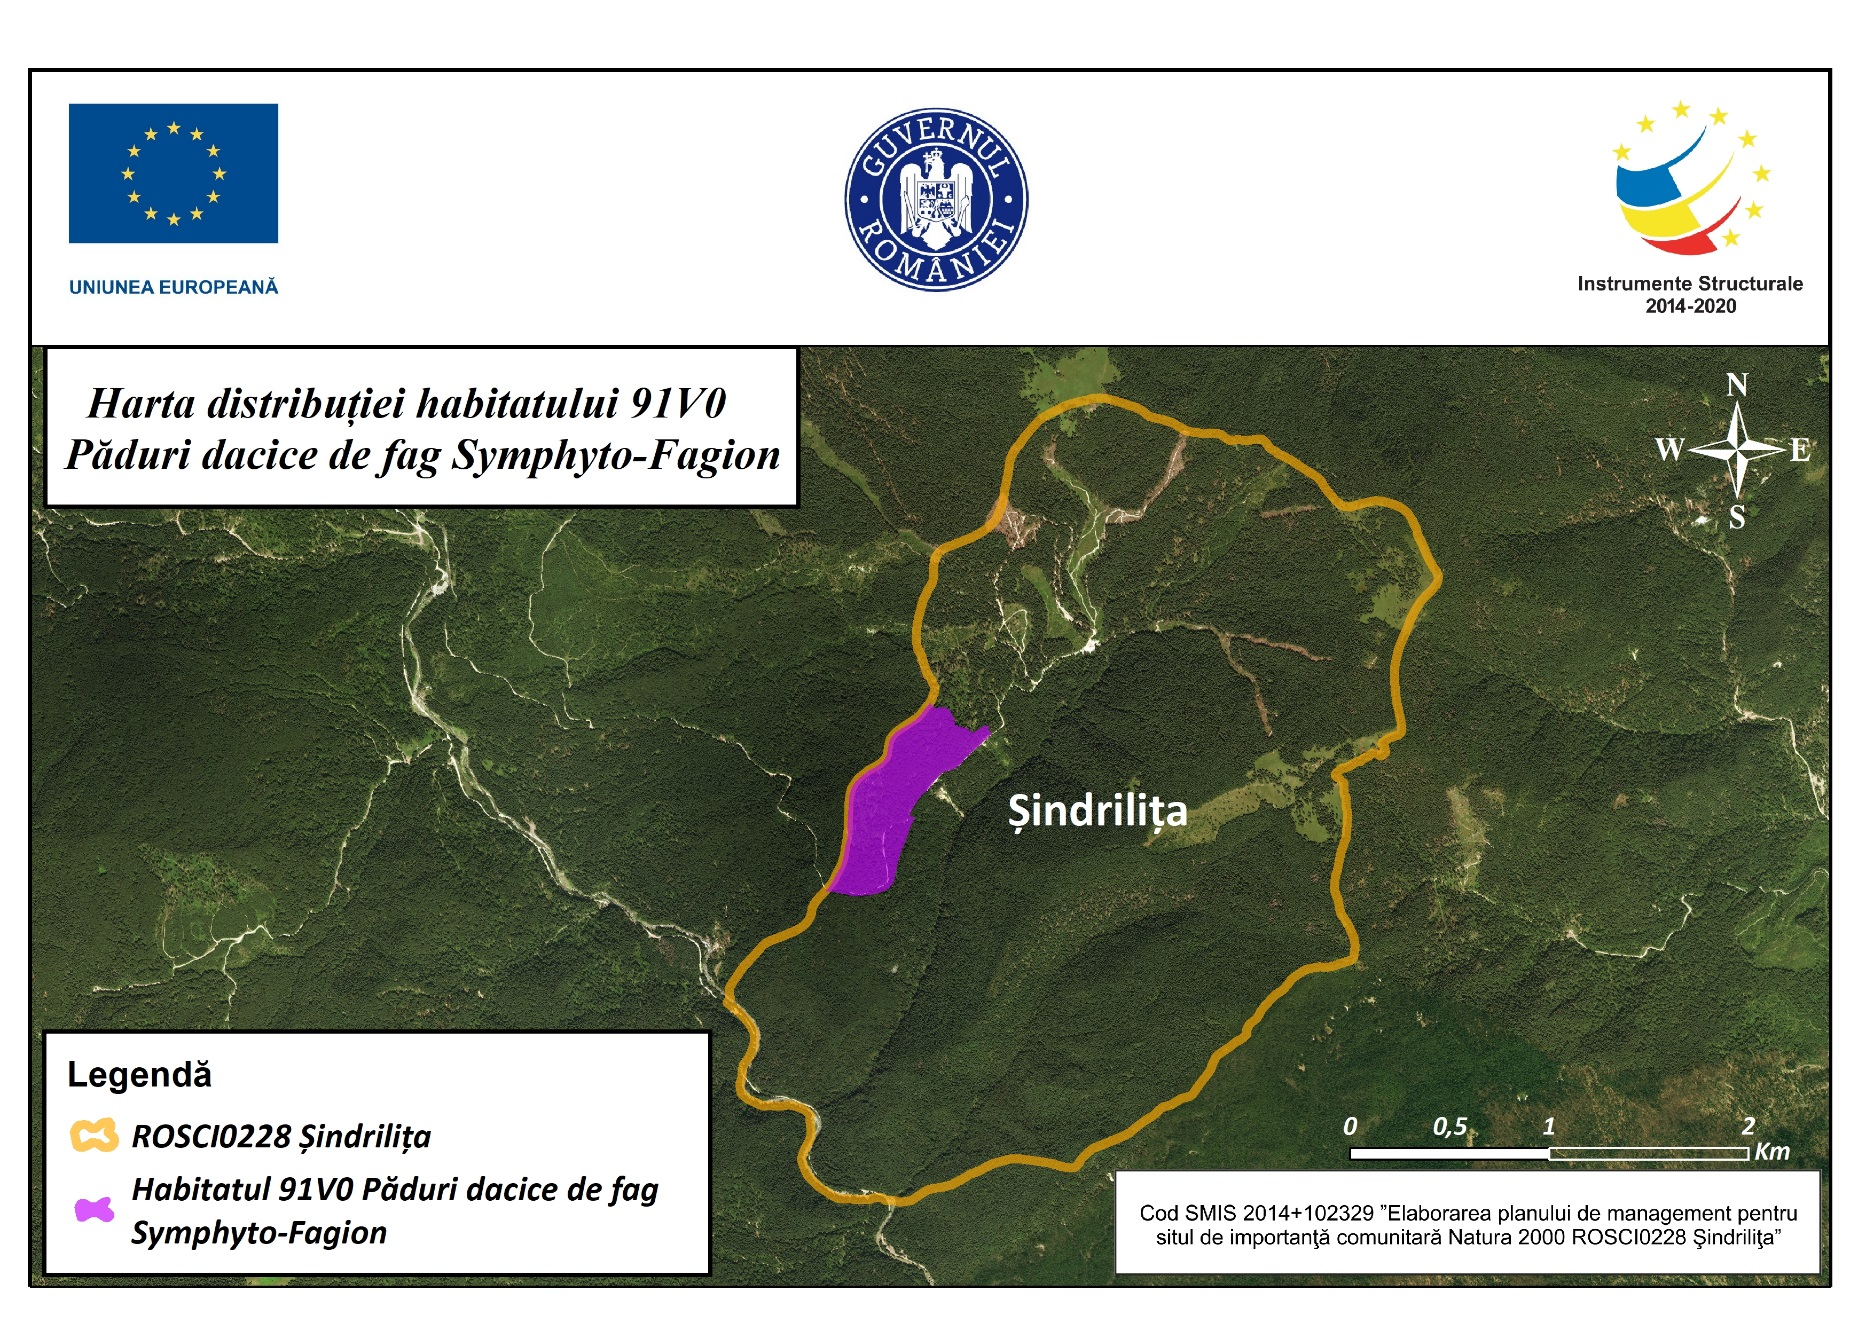 UNIUNEA EUROPEANĂ
GUVERNUL ROMÂNIEI
Instrumente Structurale
2014-2020
Harta distribuției habitatului 91V0
Păduri dacice de fag Symphyto-Fagion
N
W E
S
Șindrilița
Legendă
ROSCI0228 Șindrilița
Habitatul 91V0 Păduri dacice de fag
Symphyto-Fagion
0 0,5 1 2
Km
Cod SMIS 2014+102329 ”Elaborarea planului de management pentru
situl de importanţă comunitară Natura 2000 ROSCI0228 Şindriliţa”